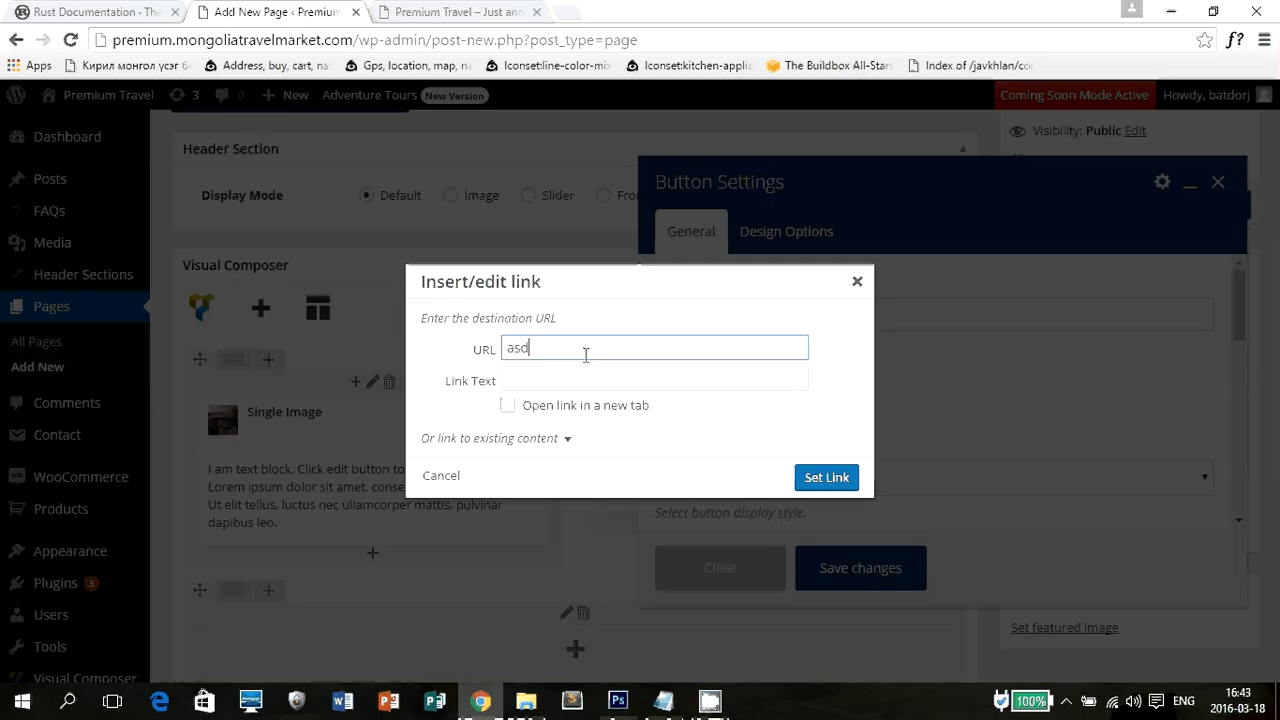 Rust Documentation - The
Add New Page ‹ Premium
Premium Travel – Just an
premium.mongoliatravelmarket.com/wp-admin/post-new.php?post_type=page
f?
Apps
Кирил монгол үсэг б
Address, buy, cart, na
Gps, location, map, n
Iconset:line-color-mix
Iconset:kitchen-applia
The Buildbox All-Stars
Index of /javkhlan/co
Premium Travel
3
0
New
Adventure Tours
New Version
Coming Soon Mode Active
Howdy, batdorj
Dashboard
Posts
FAQs
Media
Header Sections
Pages
All Pages
Add New
Comments
Contact
WooCommerce
Products
Appearance
Plugins 3
Users
Tools
Visual Composer
Header Section
Display Mode
Default
Image
Slider
Fro
Visibility: Public Edit
Visual Composer
Single Image
I am text block. Click edit button to
Lorem ipsum dolor sit amet, conse
Ut elit tellus, luctus nec ullamcorper mattis, pulvinar
dapibus leo.
Button Settings
General
Design Options
Select button display style.
Close
Save changes
Set featured image
Insert/edit link
Enter the destination URL
URL
asd
Link Text
Open link in a new tab
Or link to existing content
Cancel
Set Link
100%
ENG
16:43
2016-03-18